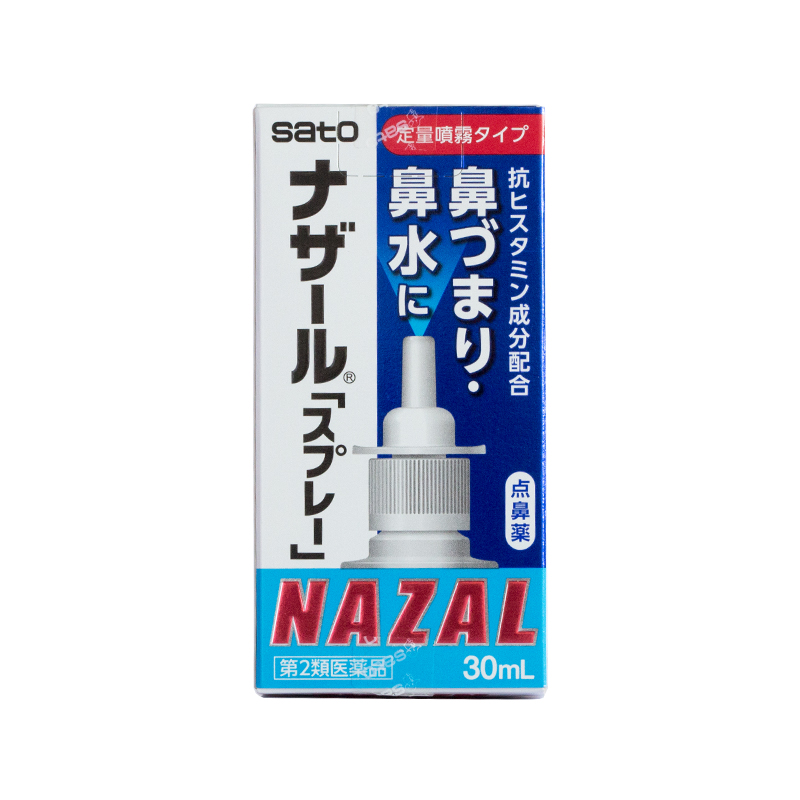 sato
定量噴霧タイプ
抗ヒスタミン成分配合
鼻づまり・
鼻水に
ナザール®
「スプレー」
点鼻薬
NAZAL
第2類医薬品
30mL